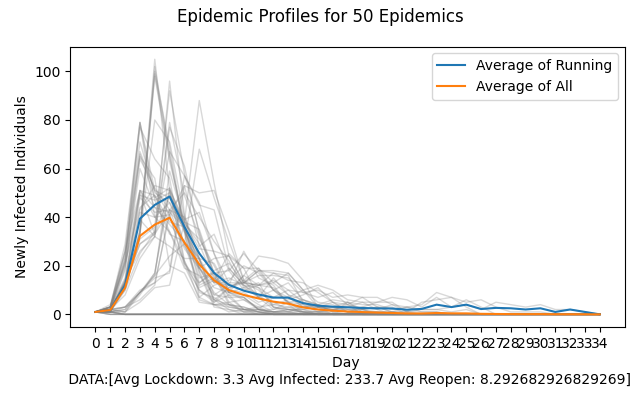 Epidemic Profiles for 50 Epidemics
Average of Running
Average of All
Newly Infected Individuals
100
80
60
40
20
0
0 1 2 3 4 5 6 7 8 9 10 11 12 13 14 15 16 17 18 19 20 21 22 23 24 25 26 27 28 29 30 31 32 33 34
Day
DATA:[Avg Lockdown: 3.3 Avg Infected: 233.7 Avg Reopen: 8.292682926829269]